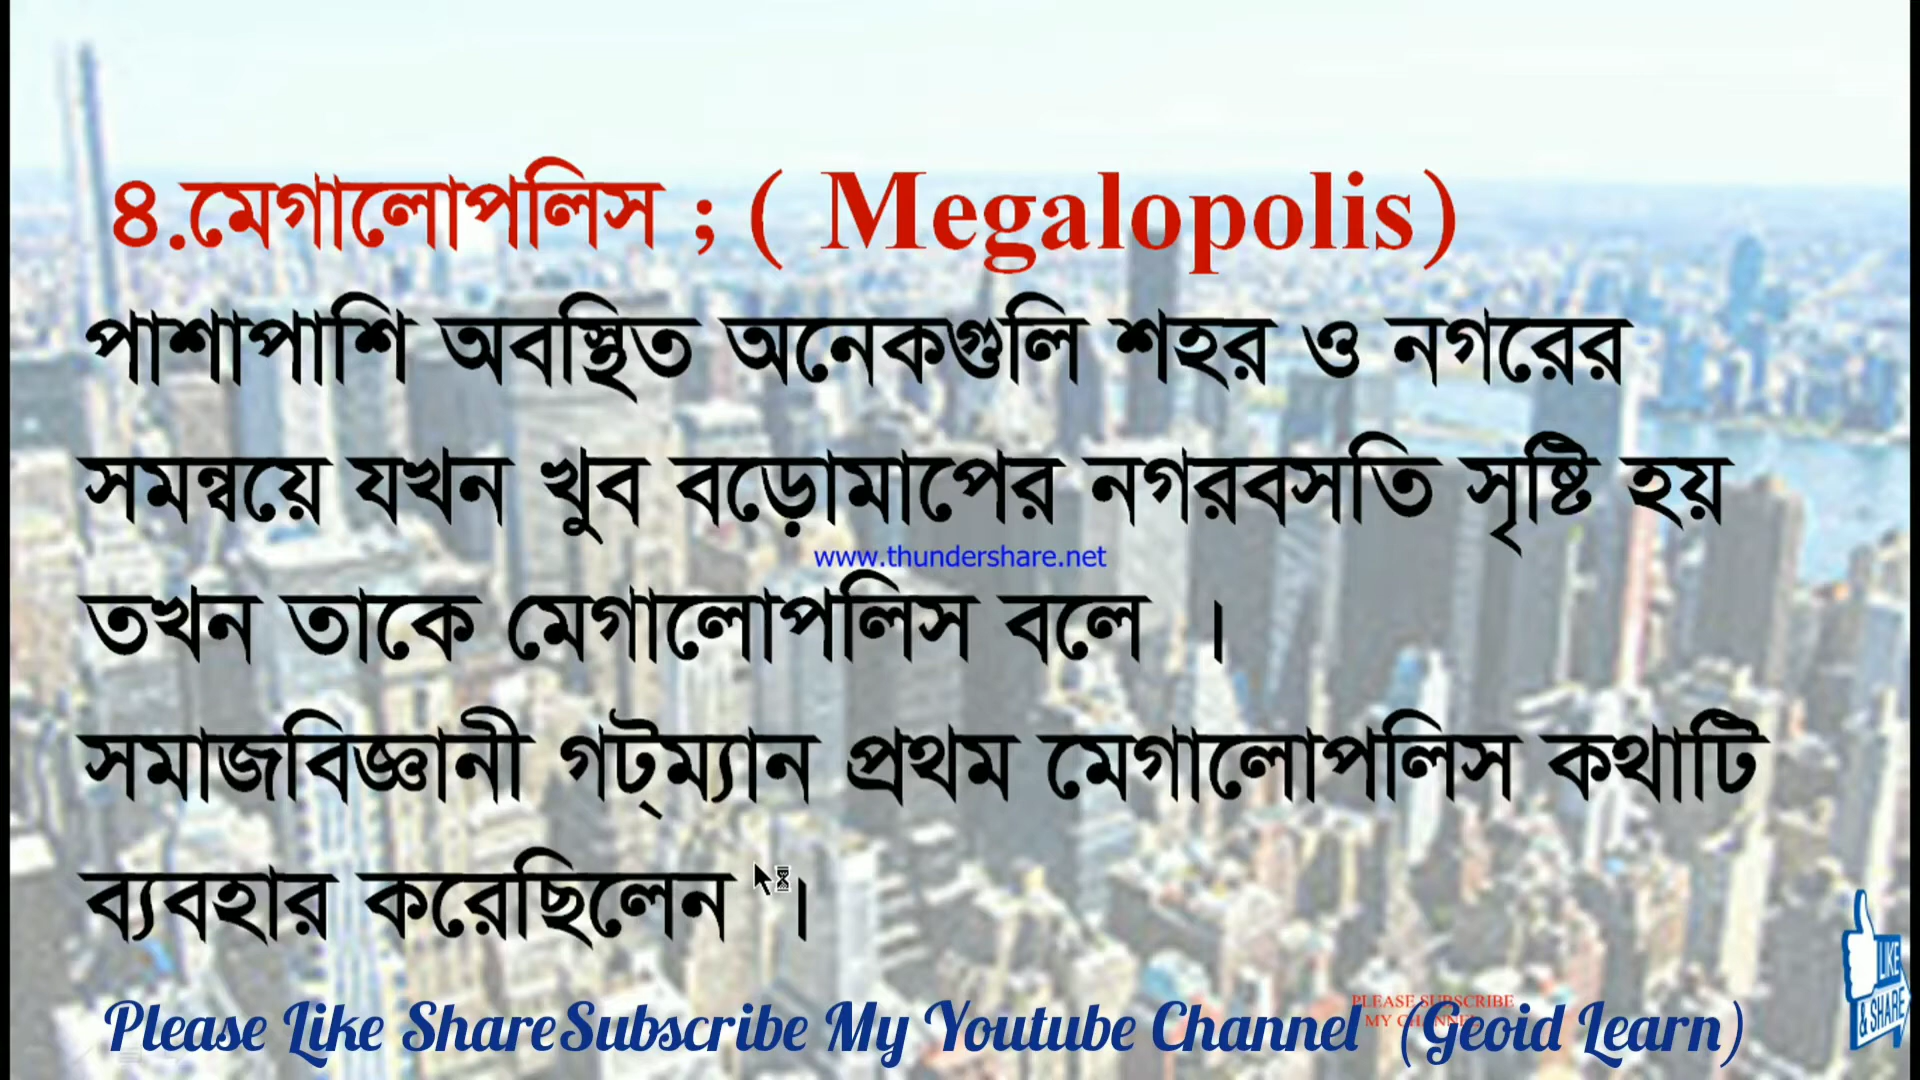 ৪.মেগালোপলিস ; ( Megalopolis)
পাশাপাশি অবস্থিত অনেকগুলি শহর ও নগরের
সমন্বয়ে যখন খুব বড়োমাপের নগরবসতি সৃষ্টি হয়
www.thundershare.net
তখন তাকে মেগালোপলিস বলে ।
সমাজবিজ্ঞানী গট্‌ম্যান প্রথম মেগালোপলিস কথাটি
ব্যবহার করেছিলেন ।
LIKE
& SHARE
PLEASE SUBSCRIBE
MY CHANNEL
Please Like ShareSubscribe My Youtube Channel (Geoid Learn)